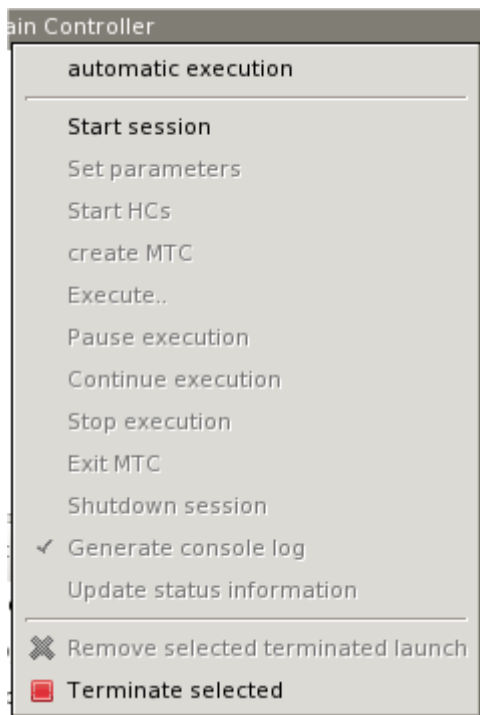 ain Controller
automatic execution
Start session
Set parameters
Start HCs
create MTC
Execute..
Pause execution
Continue execution
Stop execution
Exit MTC
Shutdown session
Generate console log
Update status information
Remove selected terminated launch
Terminate selected